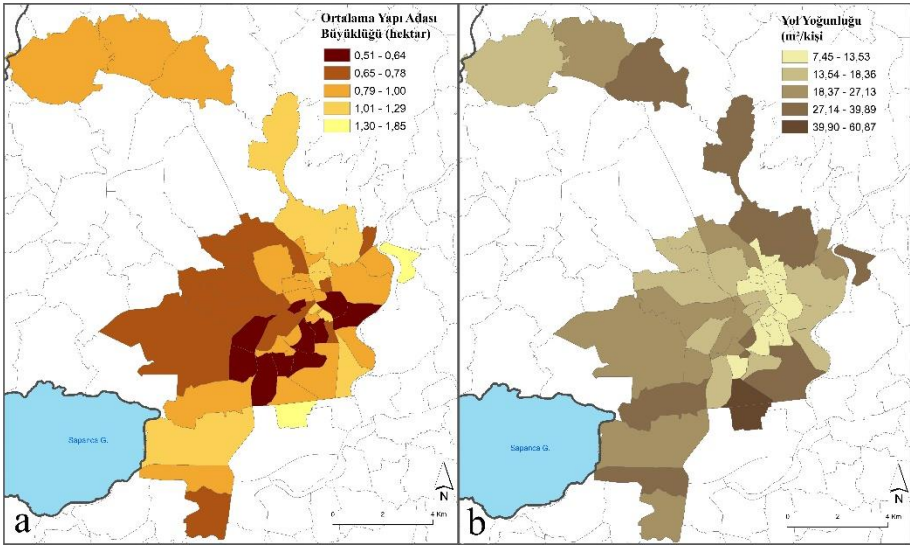 Ortalama Yapı Adası
Büyüklüğü (hektar)
0,51 - 0,64
0,65 - 0,78
0,79 - 1,00
1,01 - 1,29
1,30 - 1,65
Sapanca G.
N
0 2 4 Km
a
Yol Yoğunluğu
(m²/kişi)
7,45 - 13,53
13,54 - 18,36
18,37 - 27,13
27,14 - 39,89
39,90 - 60,87
Sapanca G.
N
0 2 4 Km
b